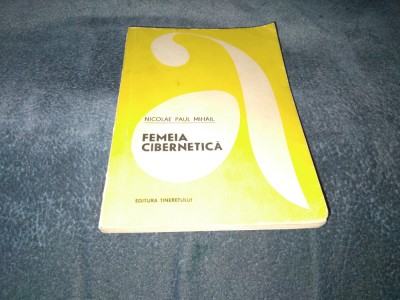 NICOLAE PAUL MIHAIL
FEMEIA
CIBERNETICĂ
EDITURA TINERETULUI